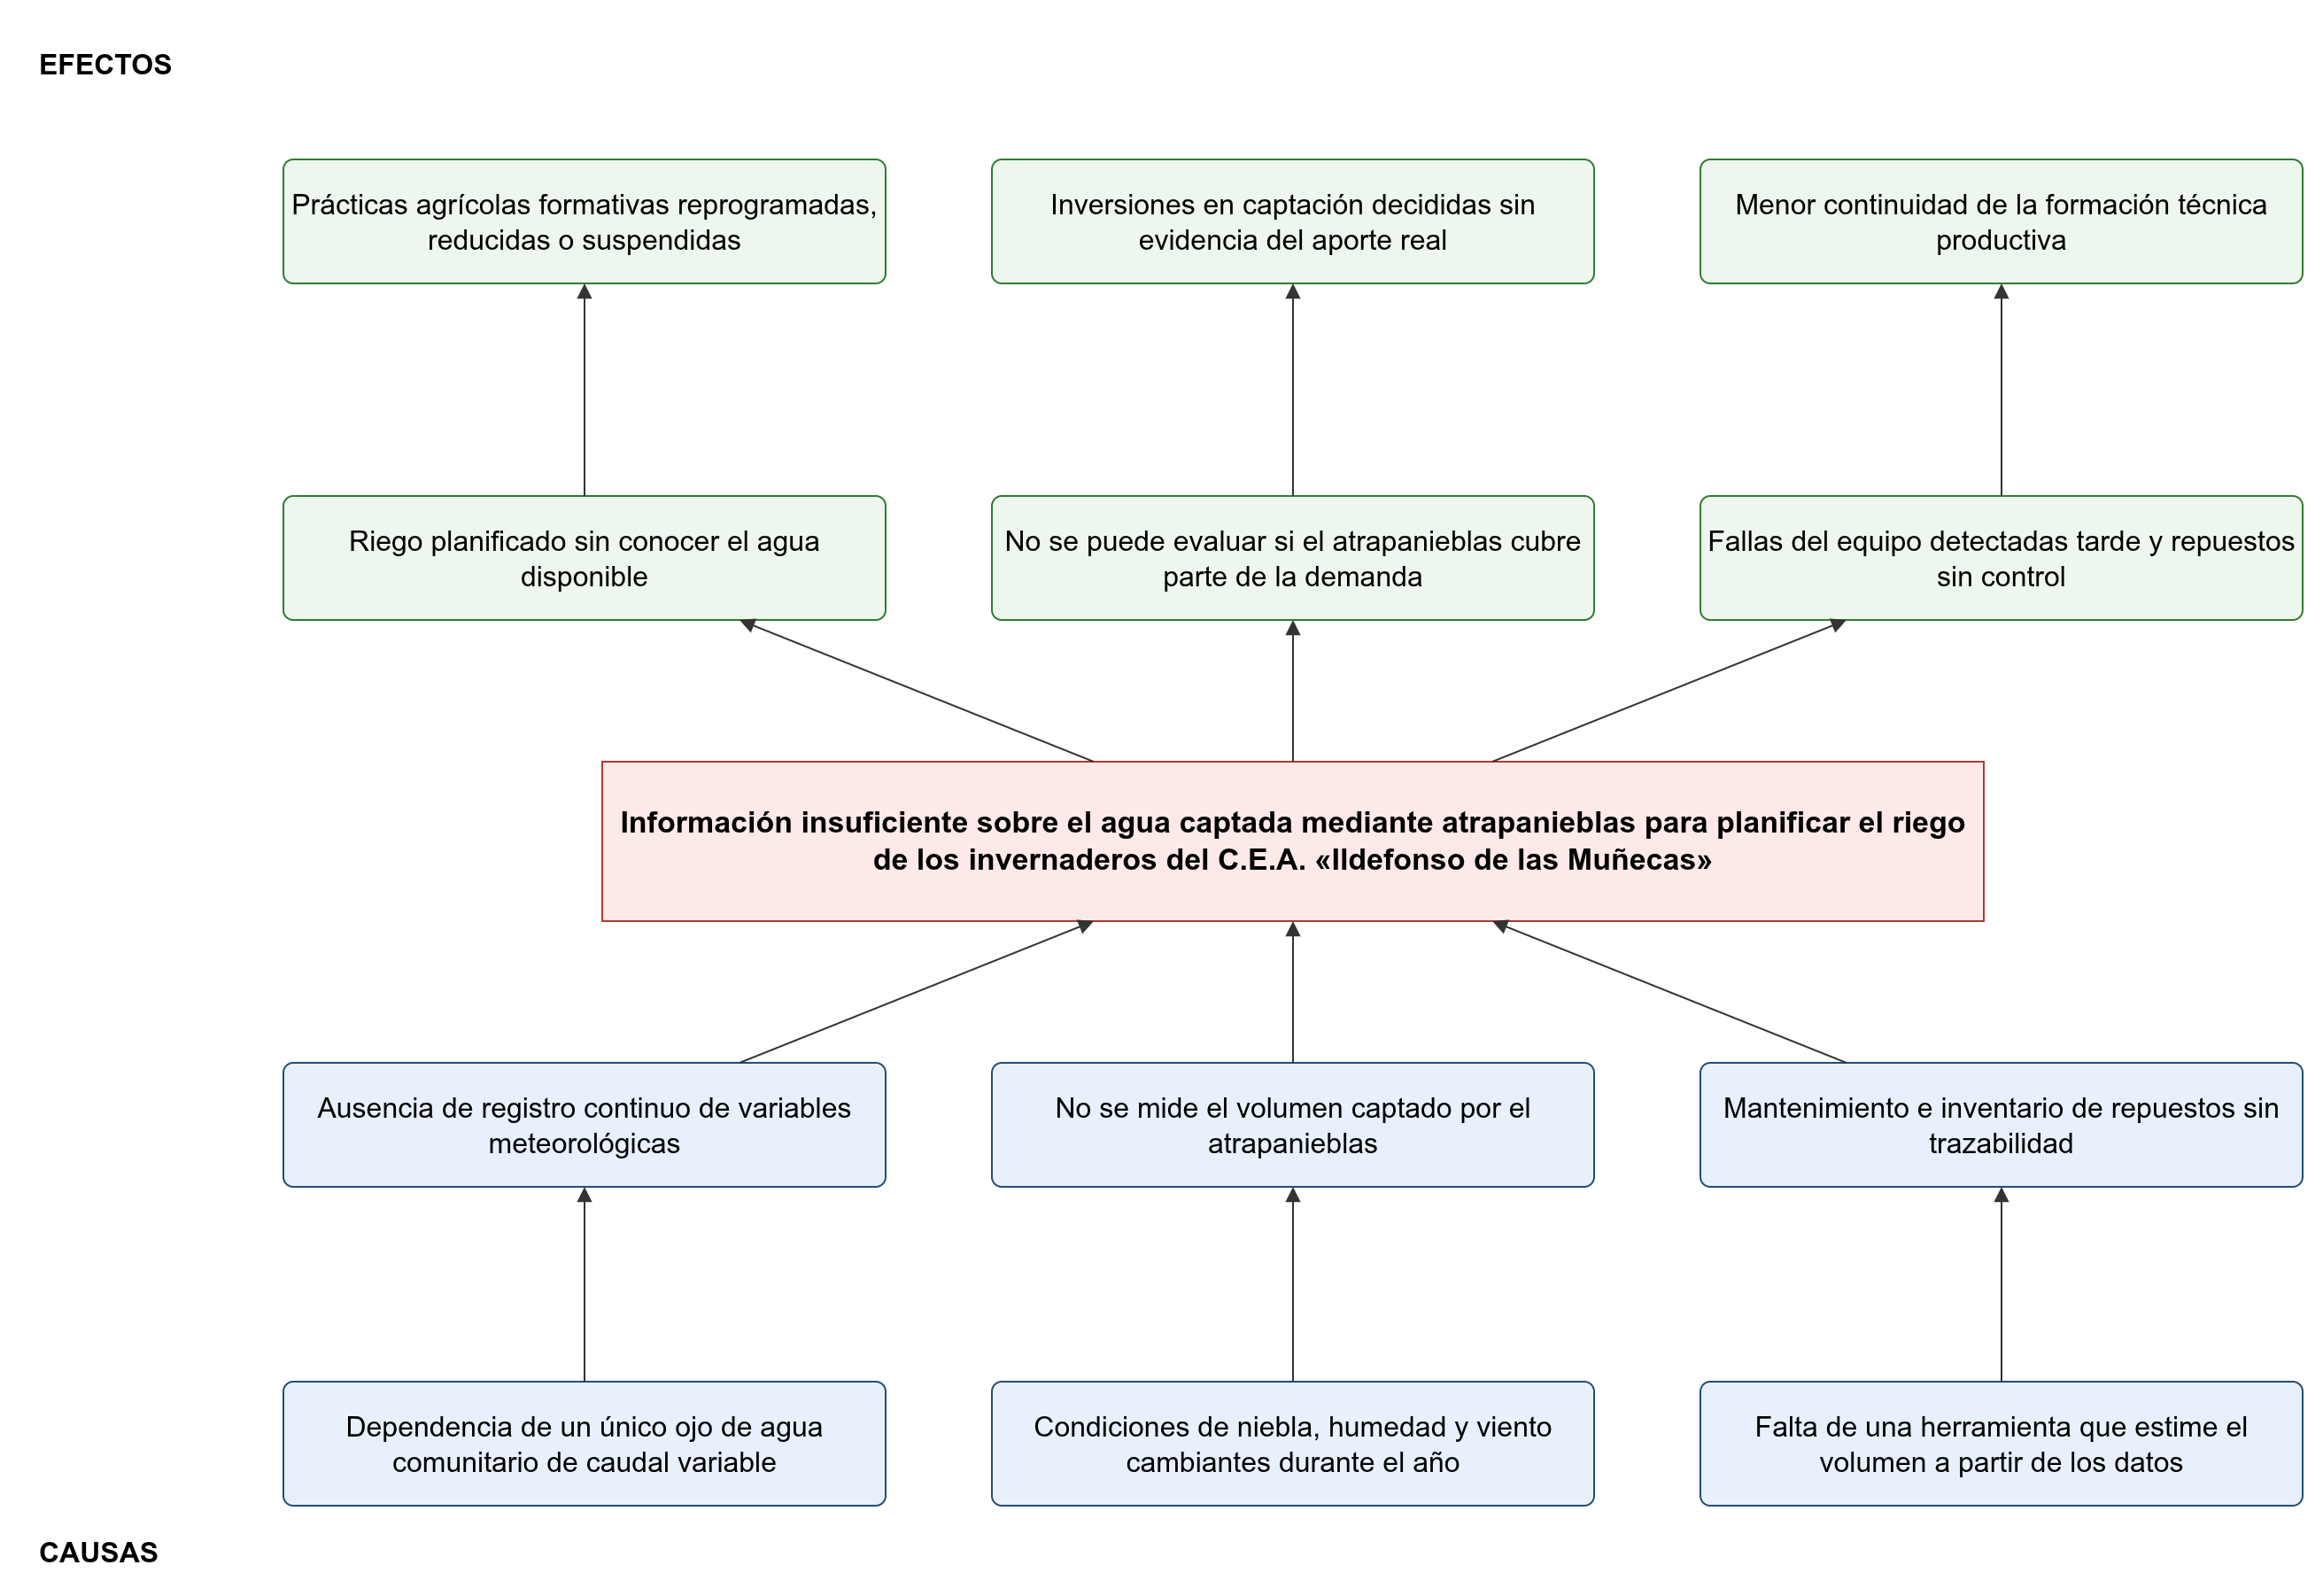 EFECTOS
Prácticas agrícolas formativas reprogramadas,
reducidas o suspendidas
Inversiones en captación decididas sin
evidencia del aporte real
Menor continuidad de la formación técnica
productiva
Riego planificado sin conocer el agua
disponible
No se puede evaluar si el atrapanieblas cubre
parte de la demanda
Fallas del equipo detectadas tarde y repuestos
sin control
Información insuficiente sobre el agua captada mediante atrapanieblas para planificar el riego
de los invernaderos del C.E.A. «Ildefonso de las Muñecas»
Ausencia de registro continuo de variables
meteorológicas
No se mide el volumen captado por el
atrapanieblas
Mantenimiento e inventario de repuestos sin
trazabilidad
Dependencia de un único ojo de agua
comunitario de caudal variable
Condiciones de niebla, humedad y viento
cambiantes durante el año
Falta de una herramienta que estime el
volumen a partir de los datos
CAUSAS